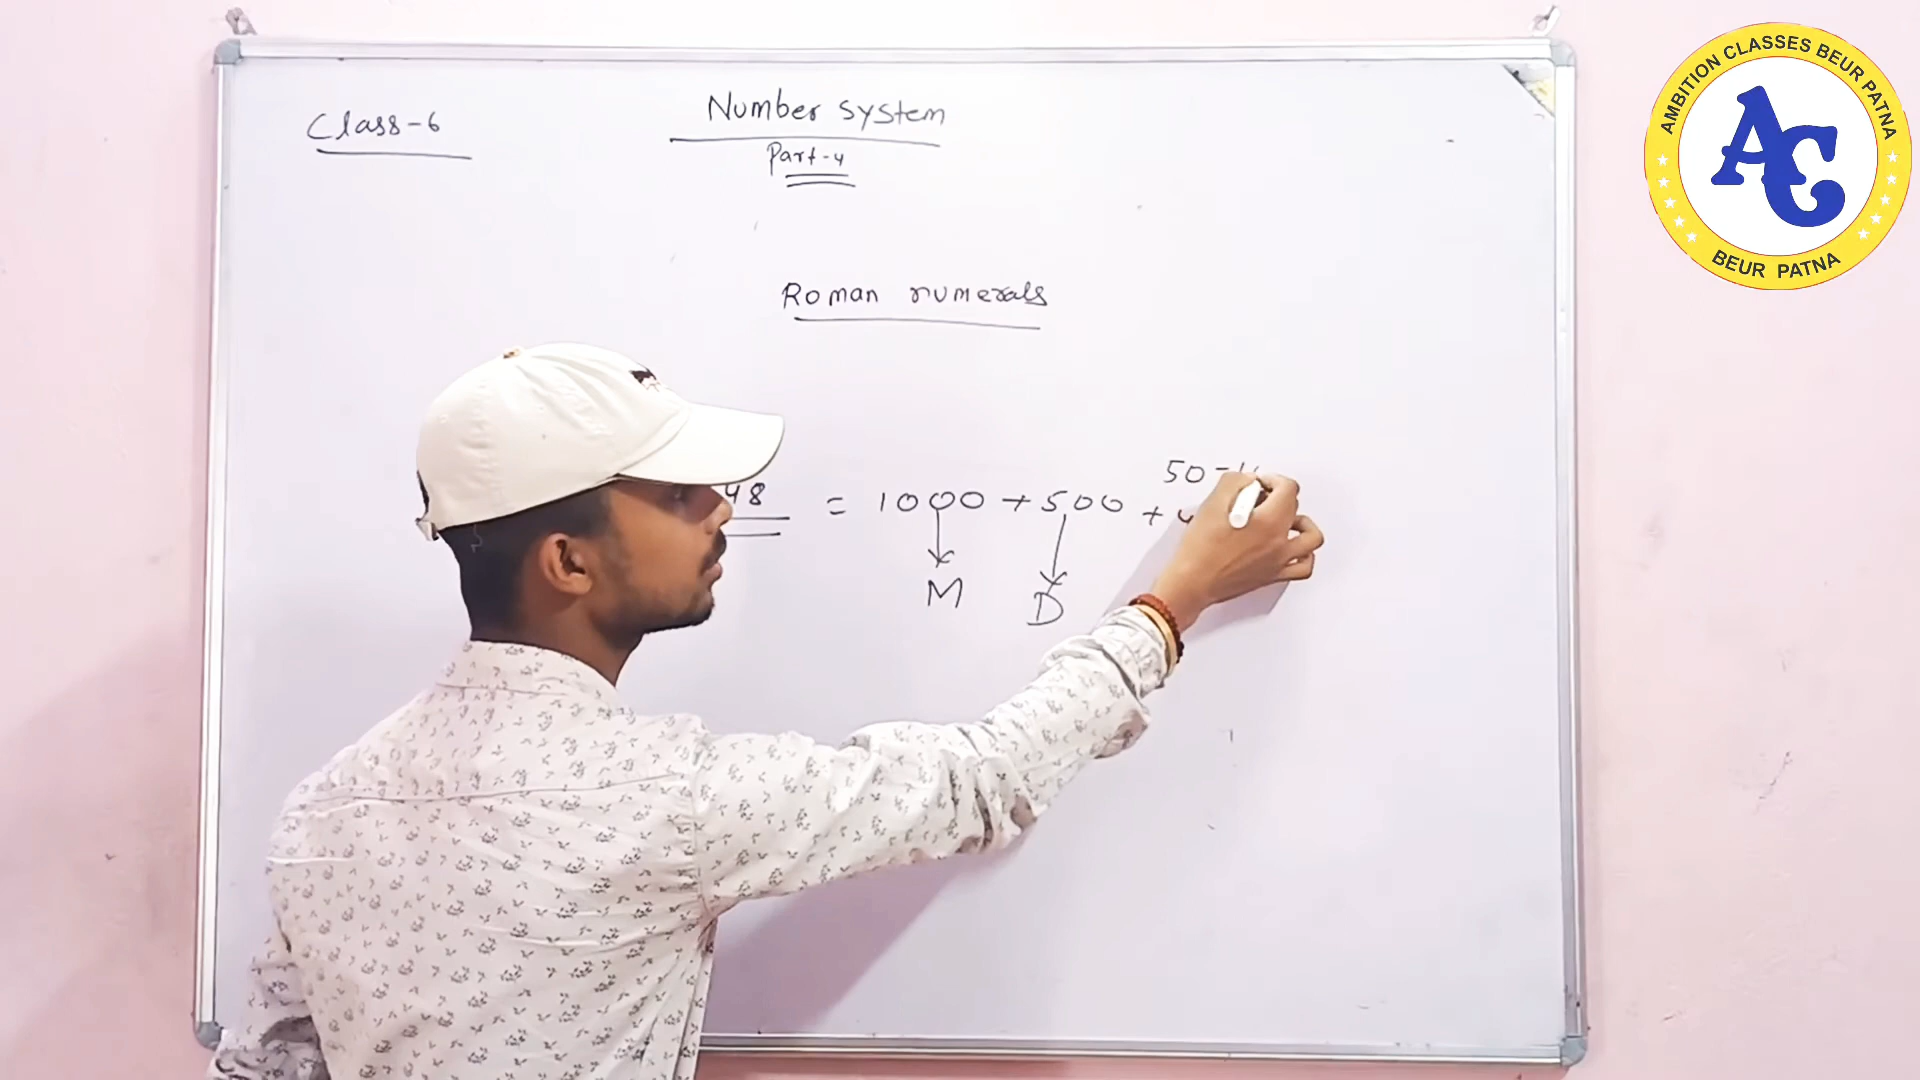 Class-6
Number system
Part-4
Roman numerals
50-
48 = 1000 + 500 + 4
M D
AMBITION CLASSES BEUR PATNA
AC
BEUR PATNA